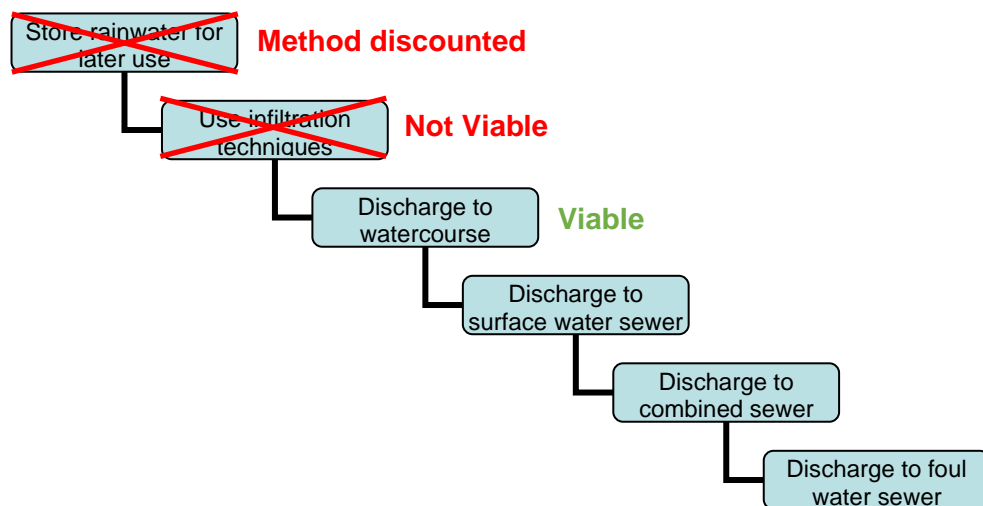 Store rainwater for
later use
Method discounted
Use infiltration
techniques
Not Viable
Discharge to
watercourse
Viable
Discharge to
surface water sewer
Discharge to
combined sewer
Discharge to foul
water sewer